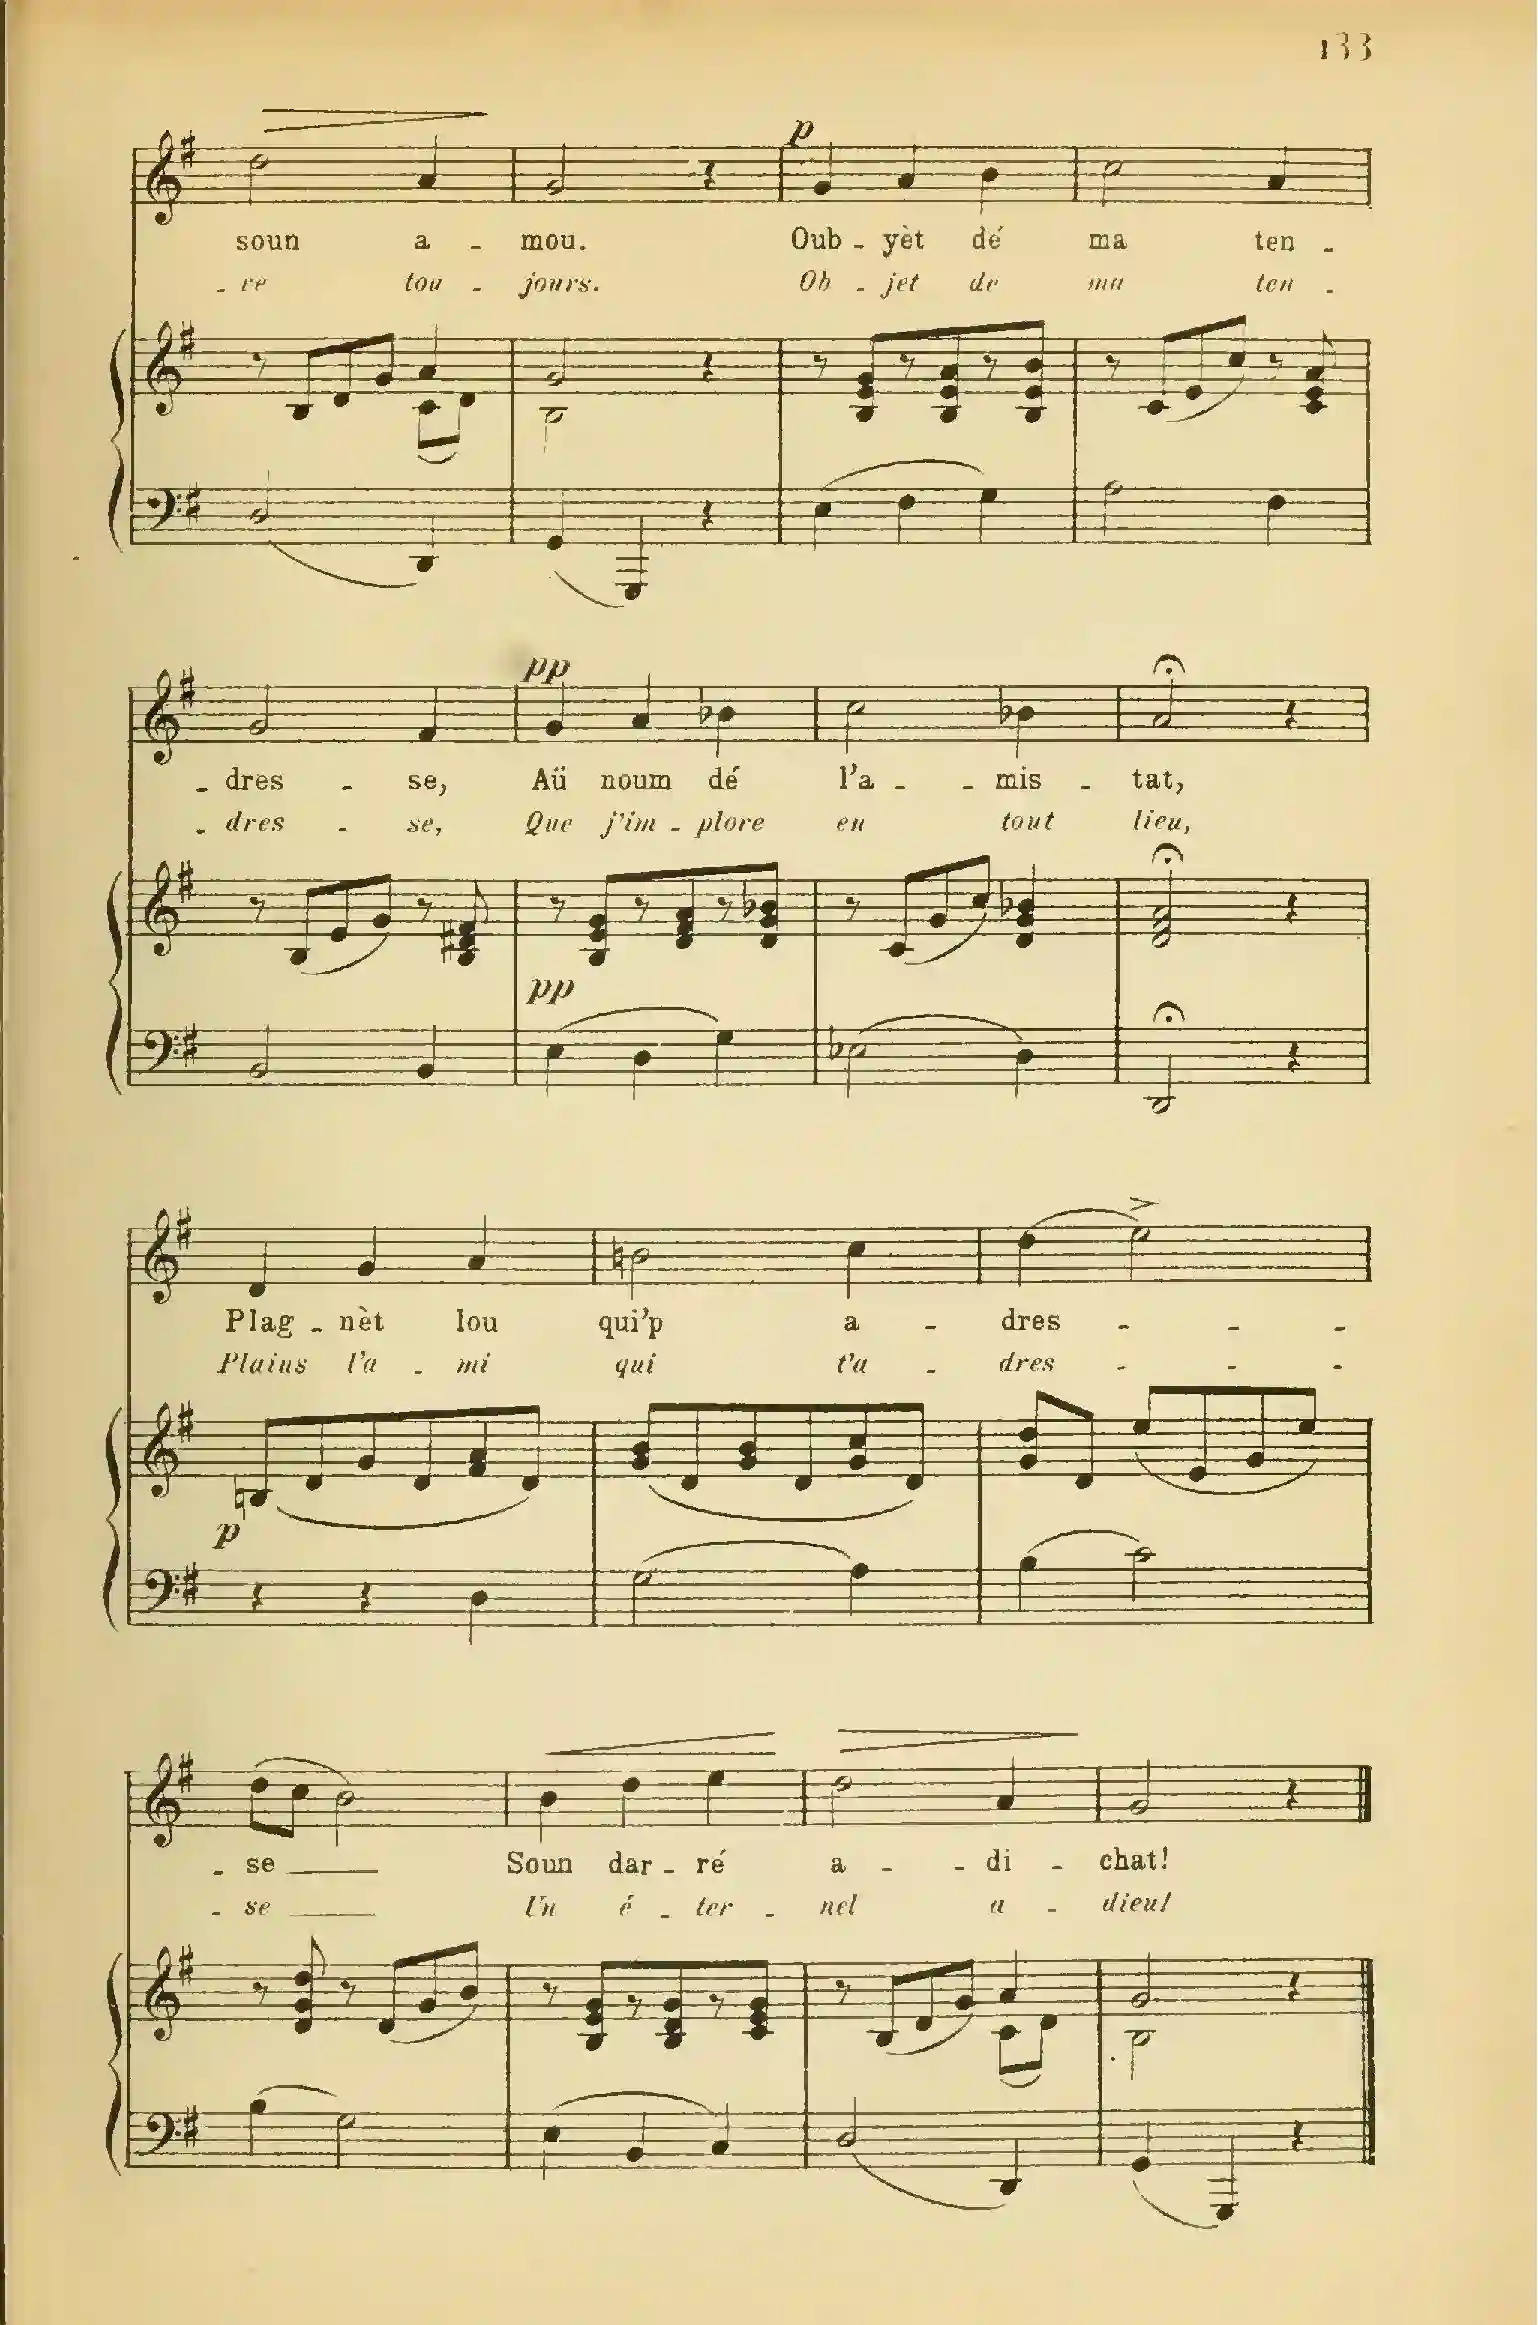 133
p
soun a - mou. Oub - yèt dé ma ten -
- re tou - jours. Ob - jet de ma ten -
pp
- dres - se, Aü noum dé l'a - - mis - tat,
- dres - se, Que j'im - plore en tout lieu,
pp
Plag - nèt lou qui'p a - dres - - -
Plains l'a - mi qui t'a - dres - - -
p
- se Soun dar - ré a - - di - chat!
- se Un é - ter - nel a - dieu!